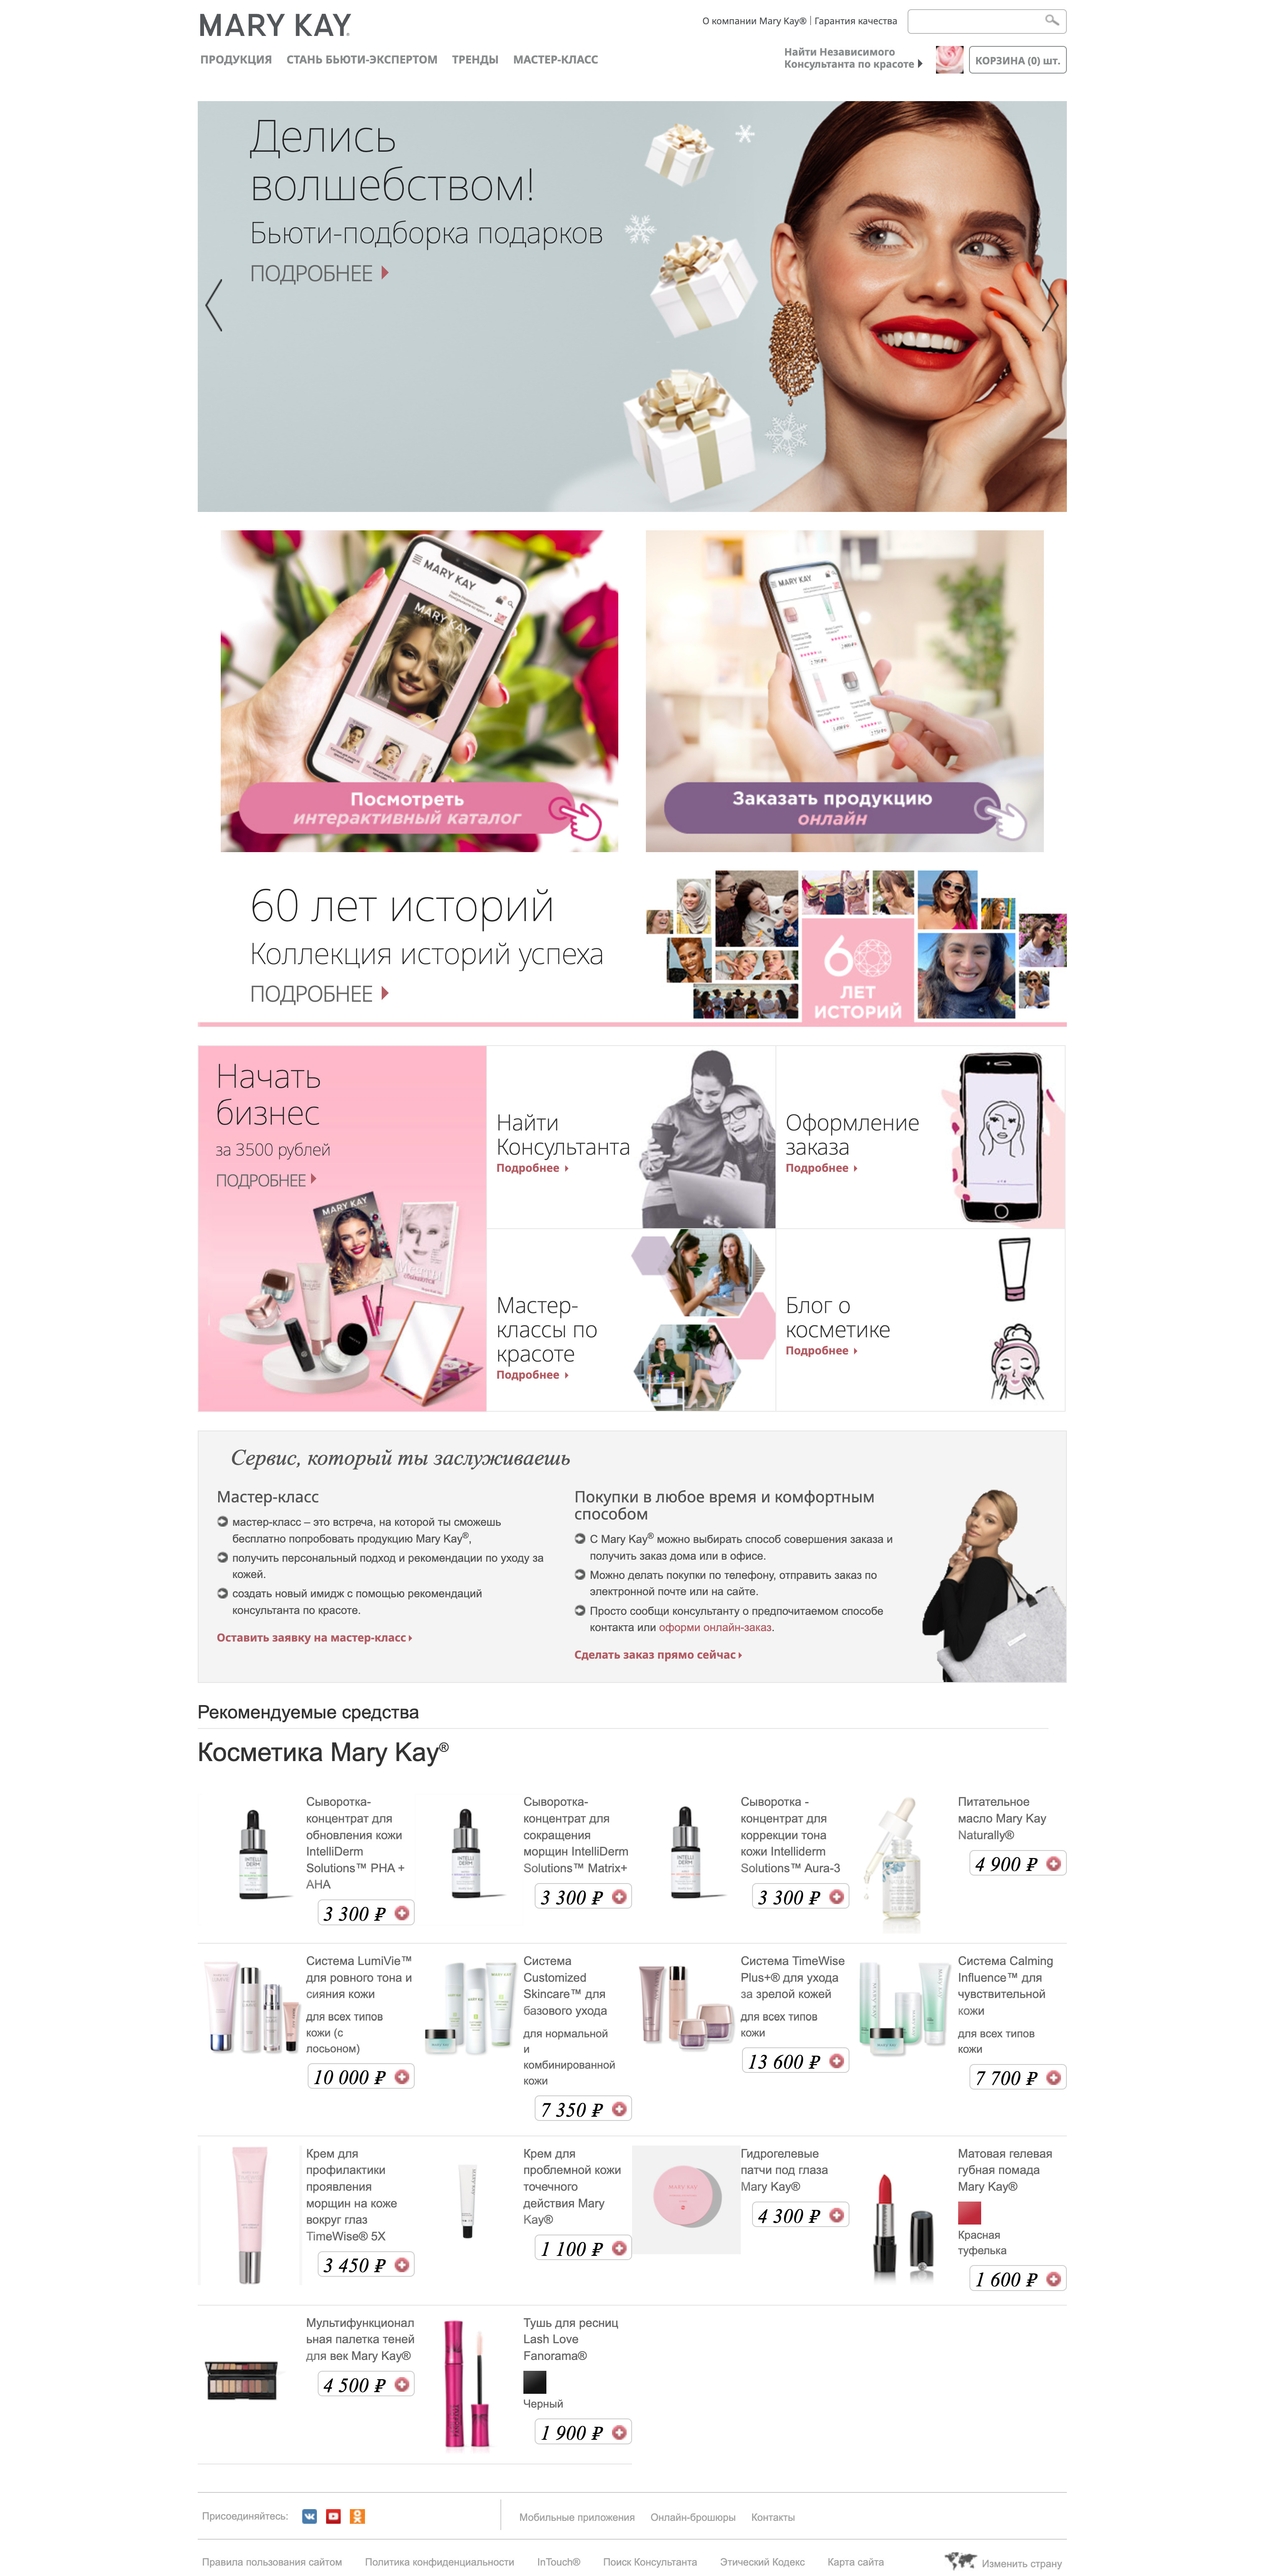 MARY KAY
О компании Mary Kay® | Гарантия качества
ПРОДУКЦИЯ СТАНЬ БЬЮТИ-ЭКСПЕРТОМ ТРЕНДЫ МАСТЕР-КЛАСС
Найти Независимого
Консультанта по красоте
КОРЗИНА (0) шт.
Делись
волшебством!
Бьюти-подборка подарков
ПОДРОБНЕЕ
MARY KAY
MARY KAY
Посмотреть
интерактивный каталог
MARY KAY
Заказать продукцию
онлайн
60 лет историй
Коллекция историй успеха
ПОДРОБНЕЕ
60
ЛЕТ
ИСТОРИЙ
Начать
бизнес
за 3500 рублей
ПОДРОБНЕЕ
MARY KAY
Найти
Консультанта
Подробнее
Оформление
заказа
Подробнее
Мастер-
классы по
красоте
Подробнее
Блог о
косметике
Подробнее
Сервис, который ты заслуживаешь
Мастер-класс
мастер-класс – это встреча, на которой ты сможешь
бесплатно попробовать продукцию Mary Kay®,
получить персональный подход и рекомендации по уходу за
кожей.
создать новый имидж с помощью рекомендаций
консультанта по красоте.
Оставить заявку на мастер-класс
Покупки в любое время и комфортным
способом
С Mary Kay® можно выбирать способ совершения заказа и
получить заказ дома или в офисе.
Можно делать покупки по телефону, отправить заказ по
электронной почте или на сайте.
Просто сообщи консультанту о предпочитаемом способе
контакта или оформи онлайн-заказ.
Сделать заказ прямо сейчас
Рекомендуемые средства
Косметика Mary Kay®
Сыворотка-
концентрат для
обновления кожи
IntelliDerm
Solutions™ PHA +
AHA
3 300 ₽
Сыворотка-
концентрат для
сокращения
морщин IntelliDerm
Solutions™ Matrix+
3 300 ₽
Сыворотка -
концентрат для
коррекции тона
кожи Intelliderm
Solutions™ Aura-3
3 300 ₽
Питательное
масло Mary Kay
Naturally®
4 900 ₽
Система LumiVie™
для ровного тона и
сияния кожи
для всех типов
кожи (с
лосьоном)
10 000 ₽
Система
Customized
Skincare™ для
базового ухода
для нормальной
и
комбинированной
кожи
7 350 ₽
Система TimeWise
Plus+® для ухода
за зрелой кожей
для всех типов
кожи
13 600 ₽
Система Calming
Influence™ для
чувствительной
кожи
для всех типов
кожи
7 700 ₽
Крем для
профилактики
проявления
морщин на коже
вокруг глаз
TimeWise® 5X
3 450 ₽
Крем для
проблемной кожи
точечного
действия Mary
Kay®
1 100 ₽
MARY KAY
Гидрогелевые
патчи под глаза
Mary Kay®
4 300 ₽
Матовая гелевая
губная помада
Mary Kay®
Красная
туфелька
1 600 ₽
Мультифункционал
ьная палетка теней
для век Mary Kay®
4 500 ₽
Тушь для ресниц
Lash Love
Fanorama®
Черный
1 900 ₽
Присоединяйтесь:
Мобильные приложения Онлайн-брошюры Контакты
Правила пользования сайтом Политика конфиденциальности InTouch® Поиск Консультанта Этический Кодекс Карта сайта Изменить страну